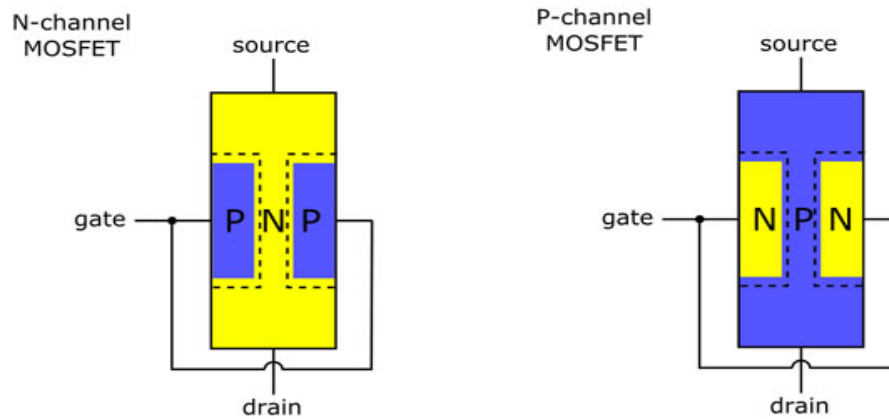 N-channel
MOSFET
source
gate
P N P
drain
P-channel
MOSFET
source
gate
N P N
drain